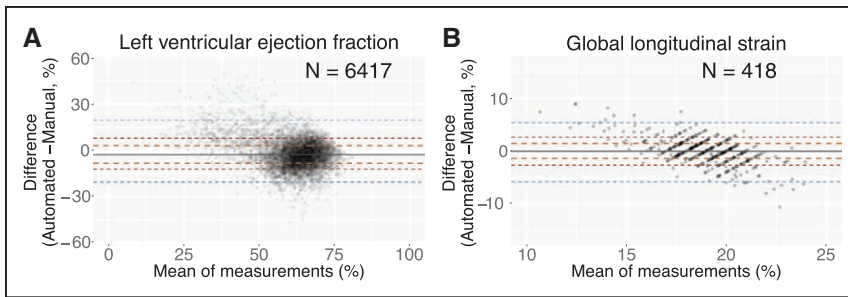 A
Left ventricular ejection fraction
N = 6417
Difference
(Automated −Manual, %)
60
30
0
−30
−60
0 25 50 75 100
Mean of measurements (%)
B
Global longitudinal strain
N = 418
Difference
(Automated −Manual, %)
10
0
−10
10 15 20 25
Mean of measurements (%)